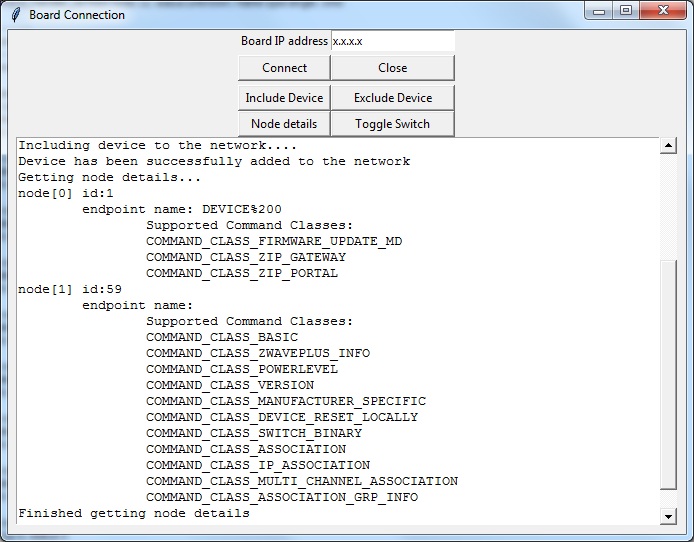 Board Connection
Board IP address x.x.x.x
Connect Close
Include Device Exclude Device
Node details Toggle Switch
Including device to the network....
Device has been successfully added to the network
Getting node details...
node[0] id:1
endpoint name: DEVICE%200
Supported Command Classes:
COMMAND_CLASS_FIRMWARE_UPDATE_MD
COMMAND_CLASS_ZIP_GATEWAY
COMMAND_CLASS_ZIP_PORTAL
node[1] id:59
endpoint name:
Supported Command Classes:
COMMAND_CLASS_BASIC
COMMAND_CLASS_ZWAVEPLUS_INFO
COMMAND_CLASS_POWERLEVEL
COMMAND_CLASS_VERSION
COMMAND_CLASS_MANUFACTURER_SPECIFIC
COMMAND_CLASS_DEVICE_RESET_LOCALLY
COMMAND_CLASS_SWITCH_BINARY
COMMAND_CLASS_ASSOCIATION
COMMAND_CLASS_IP_ASSOCIATION
COMMAND_CLASS_MULTI_CHANNEL_ASSOCIATION
COMMAND_CLASS_ASSOCIATION_GRP_INFO
Finished getting node details